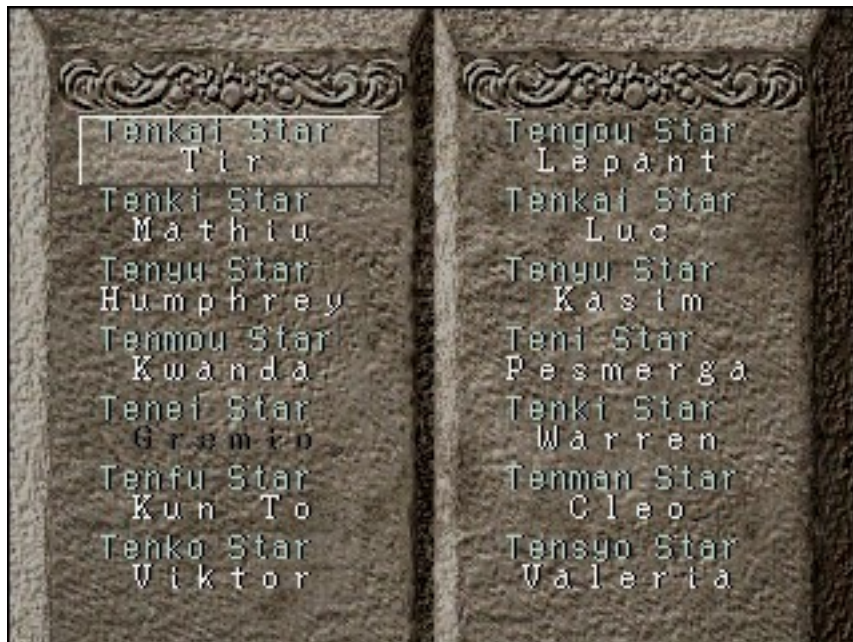 Tenkai Star
Tir
Tenki Star
Mathiu
Tenyu Star
Humphrey
Tenmou Star
Kwanda
Tenei Star
Gremio
Tenfu Star
Kun To
Tenko Star
Viktor
Tengou Star
Lepant
Tenkai Star
Luc
Tenyu Star
Kasim
Teni Star
Pesmerga
Tenki Star
Warren
Tenman Star
Cleo
Tensyo Star
Valeria